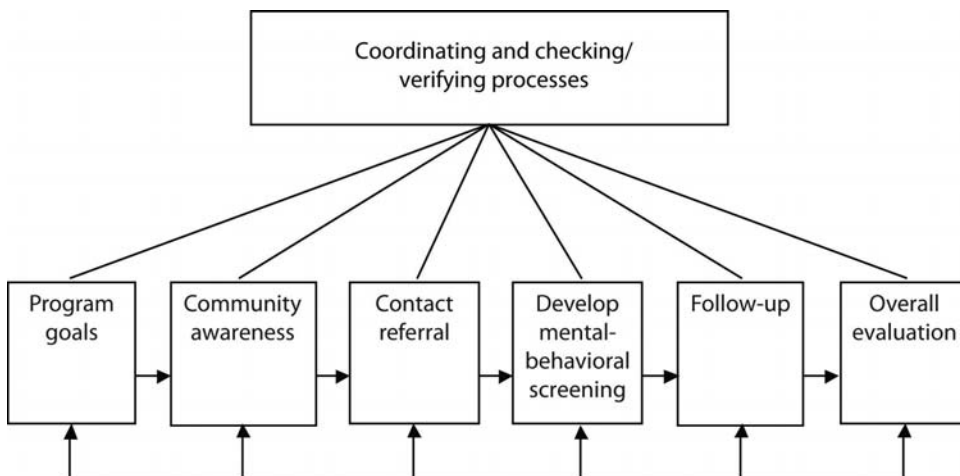 Coordinating and checking/
verifying processes
Program
goals
Community
awareness
Contact
referral
Develop
mental-
behavioral
screening
Follow-up
Overall
evaluation